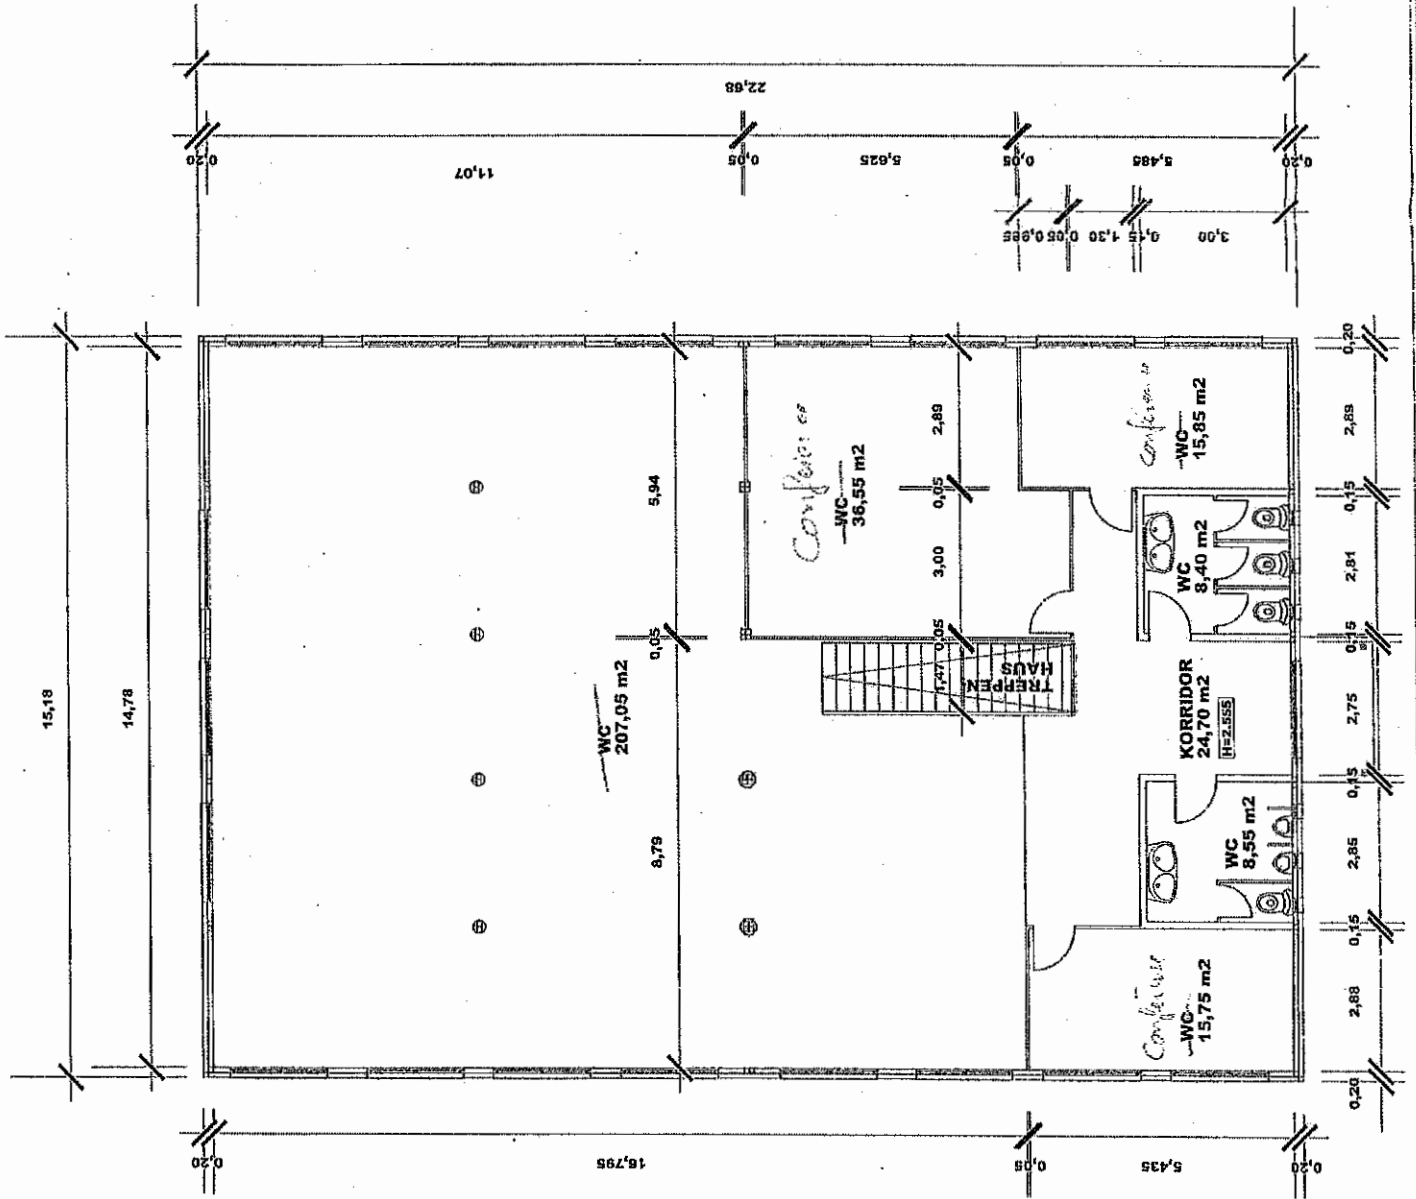 22,68
0,20
11,07
0,05
5,625
0,05
5,485
0,20
0,985
0,05
1,30
0,15
3,00
15,18
14,78
5,94
0,05
8,79
WC
207,05 m2
Conference
WC
36,55 m2
2,89
0,05
3,00
0,05
1,47
TREPPEN
HAUS
Conference
WC
15,85 m2
WC
8,40 m2
KORRIDOR
24,70 m2
H=2.555
WC
8,55 m2
Conference
WC
15,75 m2
0,20
2,89
0,15
2,81
0,15
2,75
0,15
2,85
0,15
2,88
0,20
0,20
16,795
0,05
5,435
0,20